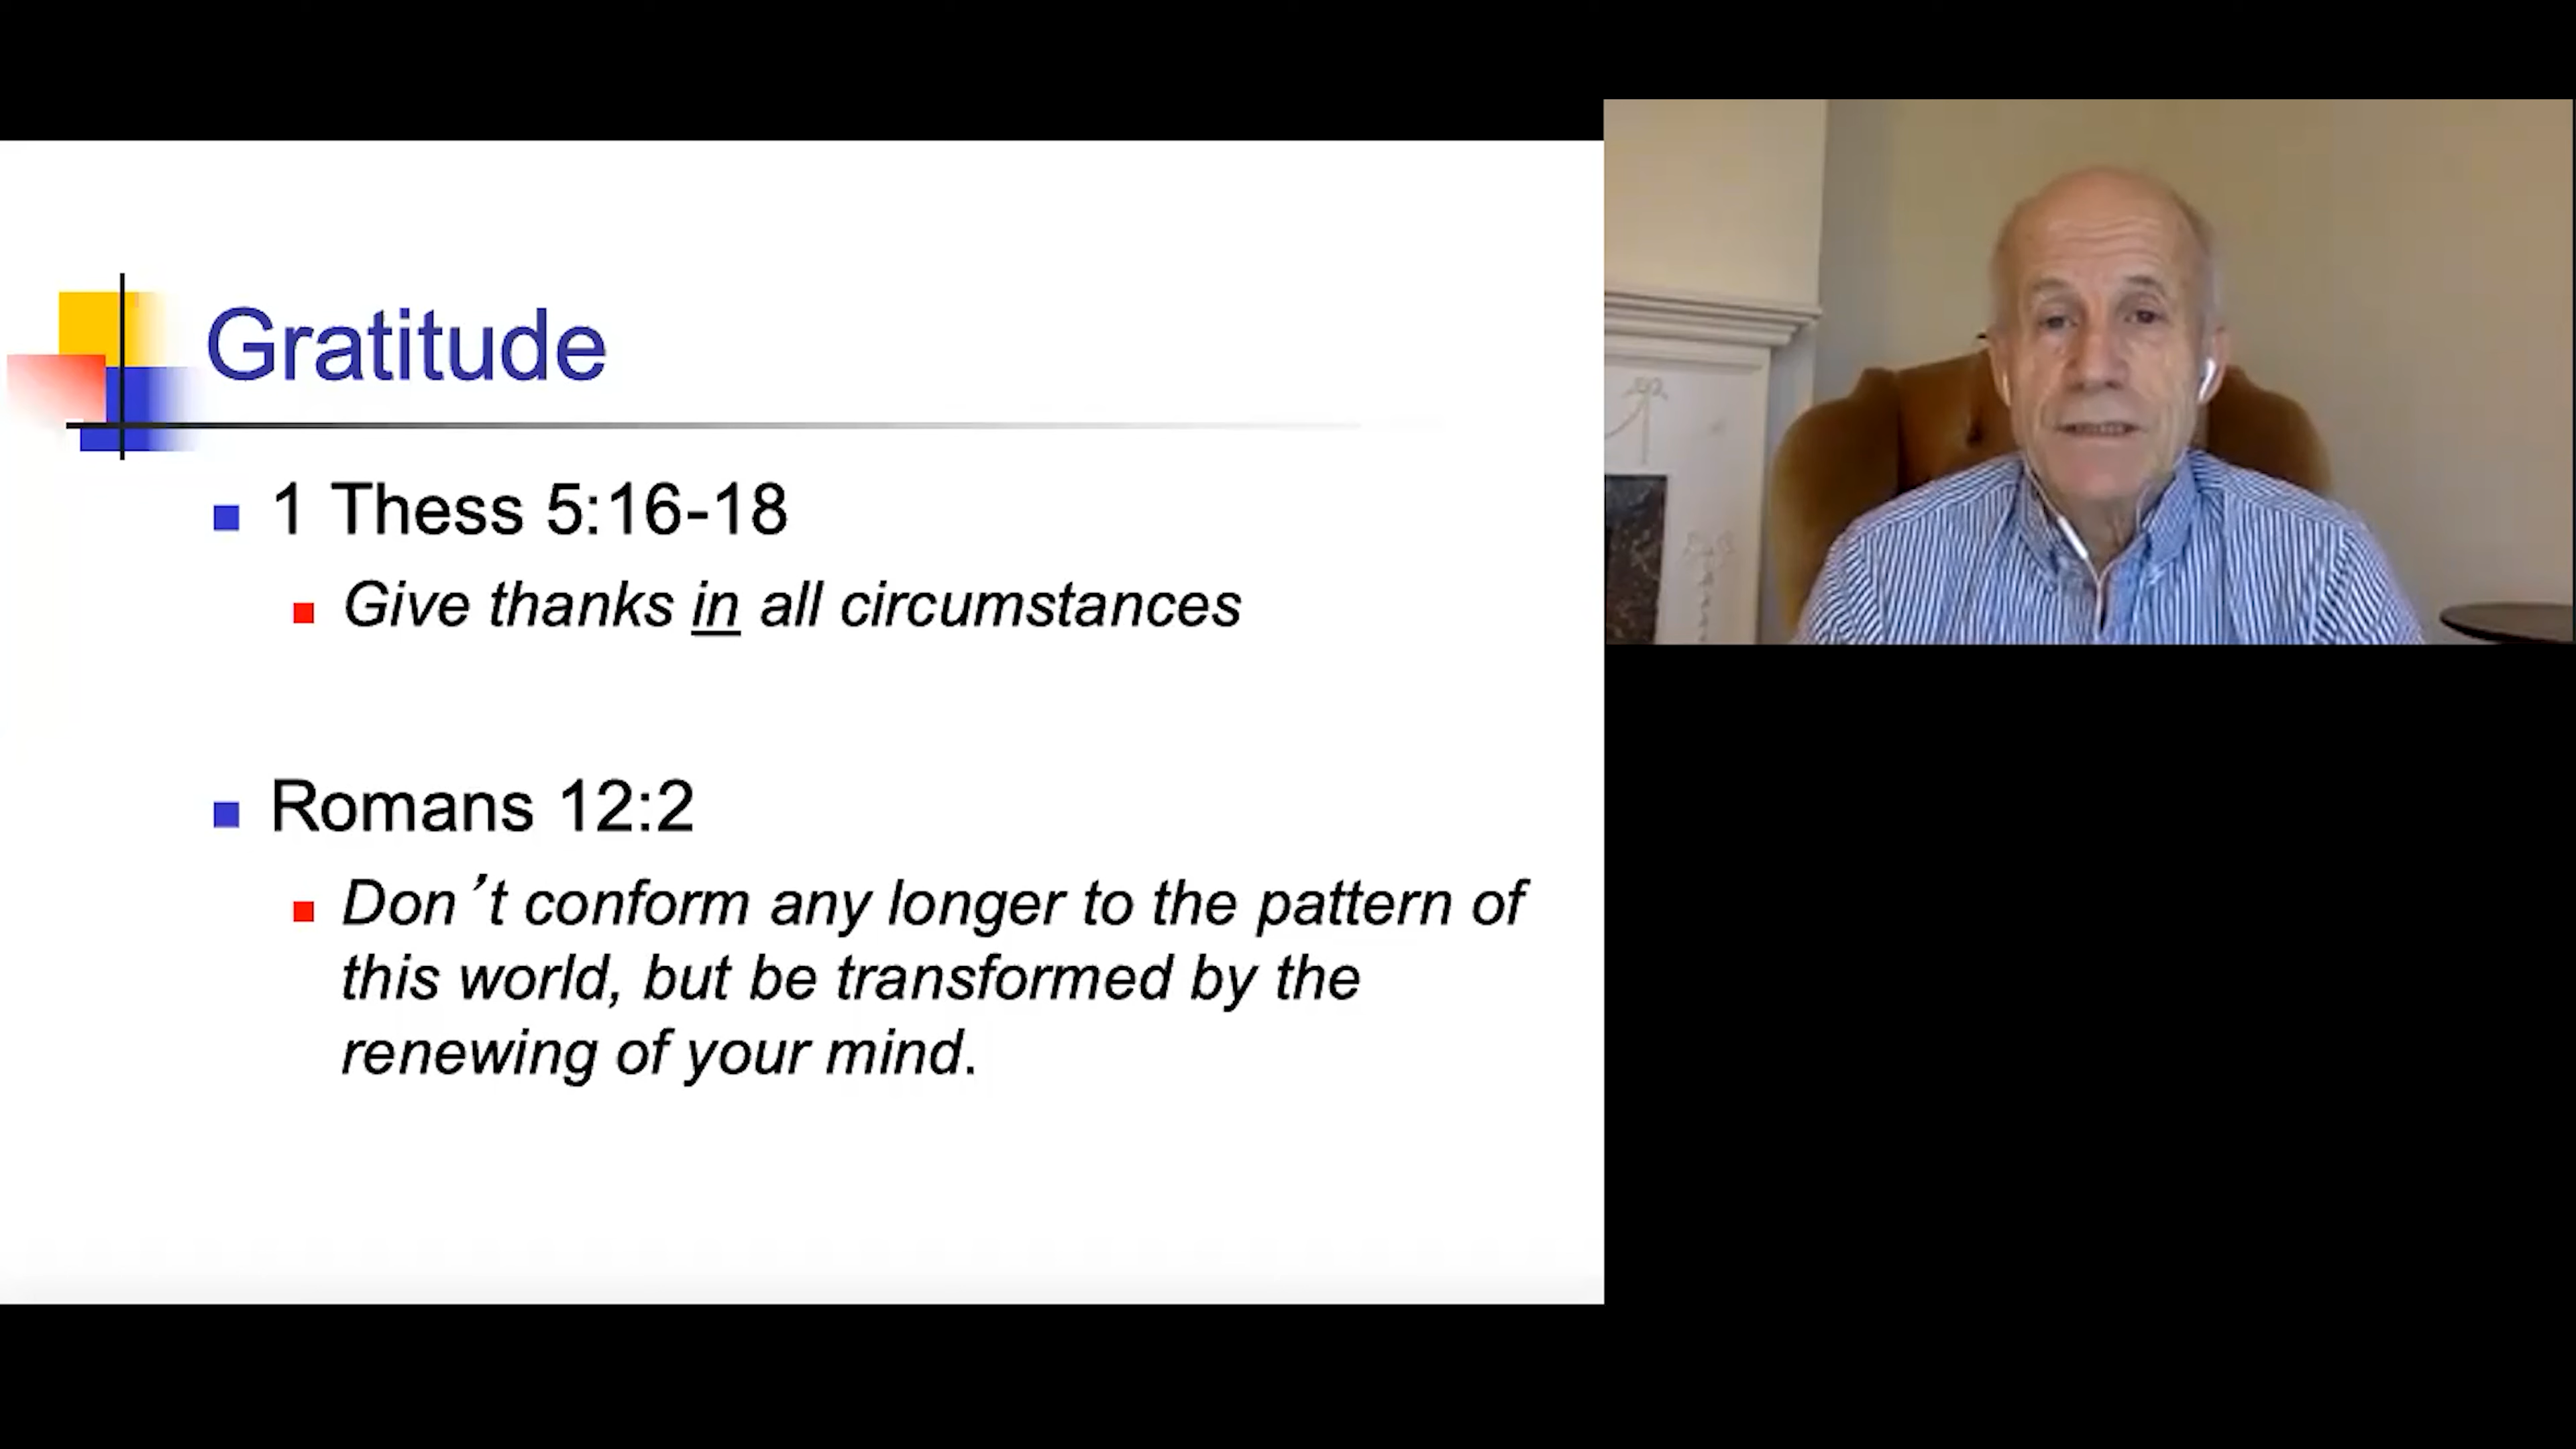 Gratitude
1 Thess 5:16-18
Give thanks in all circumstances
Romans 12:2
Don’t conform any longer to the pattern of
this world, but be transformed by the
renewing of your mind.